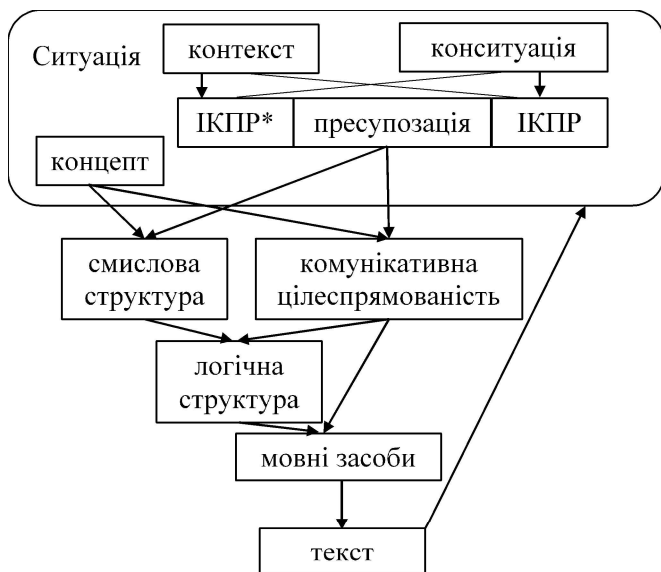 Ситуація
контекст
конситуація
ІКПР*
пресупозація
ІКПР
концепт
смислова
структура
комунікативна
цілеспрямованість
логічна
структура
мовні засоби
текст